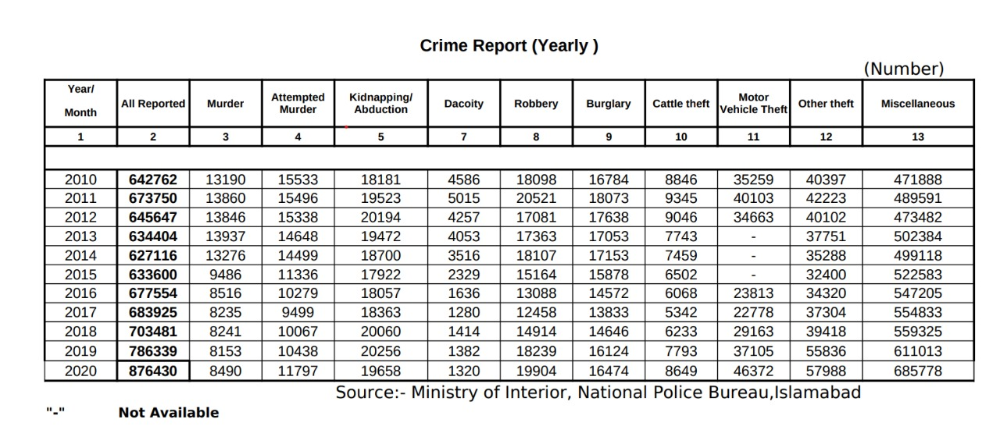 Crime Report (Yearly )
(Number)
Year/ Month All Reported Murder Attempted Murder Kidnapping/ Abduction Dacoity Robbery Burglary Cattle theft Motor Vehicle Theft Other theft Miscellaneous
1 2 3 4 5 7 8 9 10 11 12 13
2010 642762 13190 15533 18181 4586 18098 16784 8846 35259 40397 471888
2011 673750 13860 15496 19523 5015 20521 18073 9345 40103 42223 489591
2012 645647 13846 15338 20194 4257 17081 17638 9046 34663 40102 473482
2013 634404 13937 14648 19472 4053 17363 17053 7743 - 37751 502384
2014 627116 13276 14499 18700 3516 18107 17153 7459 - 35288 499118
2015 633600 9486 11336 17922 2329 15164 15878 6502 - 32400 522583
2016 677554 8516 10279 18057 1636 13088 14572 6068 23813 34320 547205
2017 683925 8235 9499 18363 1280 12458 13833 5342 22778 37304 554833
2018 703481 8241 10067 20060 1414 14914 14646 6233 29163 39418 559325
2019 786339 8153 10438 20256 1382 18239 16124 7793 37105 55836 611013
2020 876430 8490 11797 19658 1320 19904 16474 8649 46372 57988 685778
Source:- Ministry of Interior, National Police Bureau,Islamabad
"-" Not Available